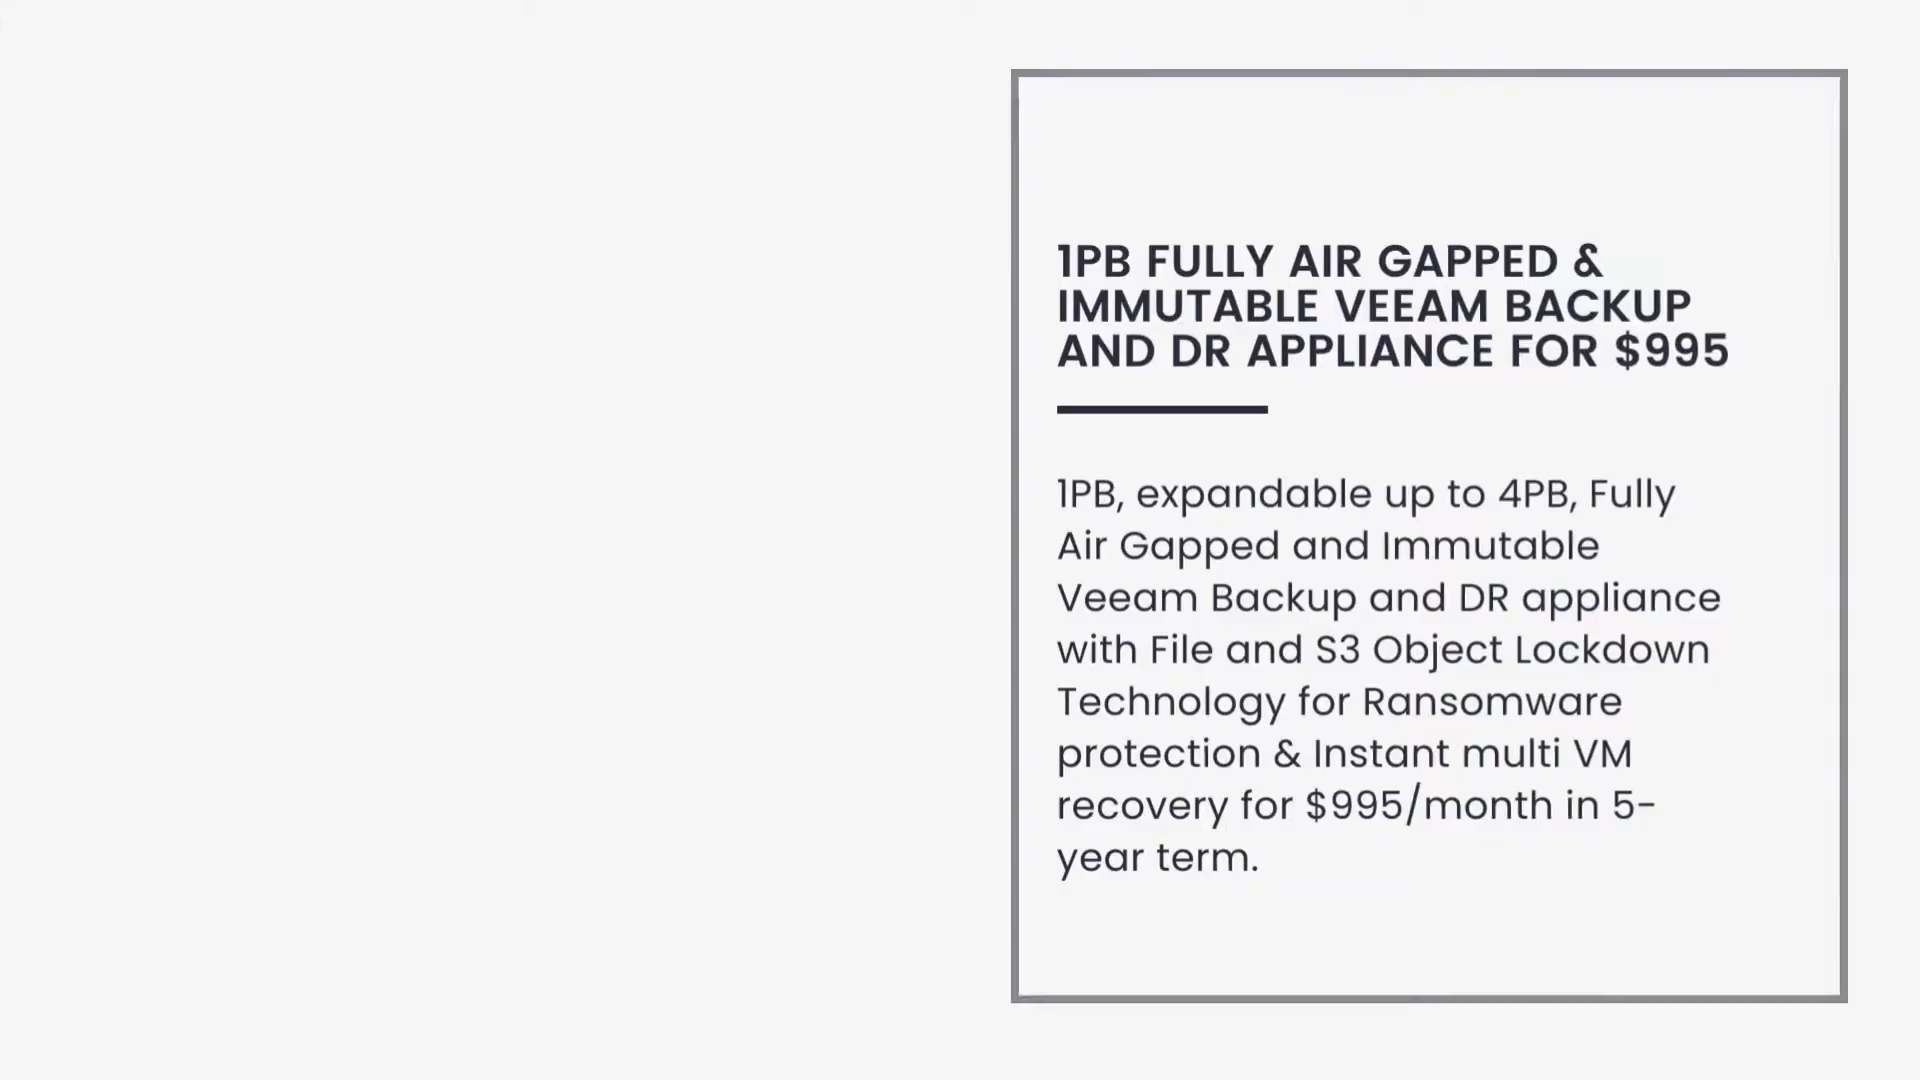 1PB FULLY AIR GAPPED &
IMMUTABLE VEEAM BACKUP
AND DR APPLIANCE FOR $995
1PB, expandable up to 4PB, Fully
Air Gapped and Immutable
Veeam Backup and DR appliance
with File and S3 Object Lockdown
Technology for Ransomware
protection & Instant multi VM
recovery for $995/month in 5-
year term.